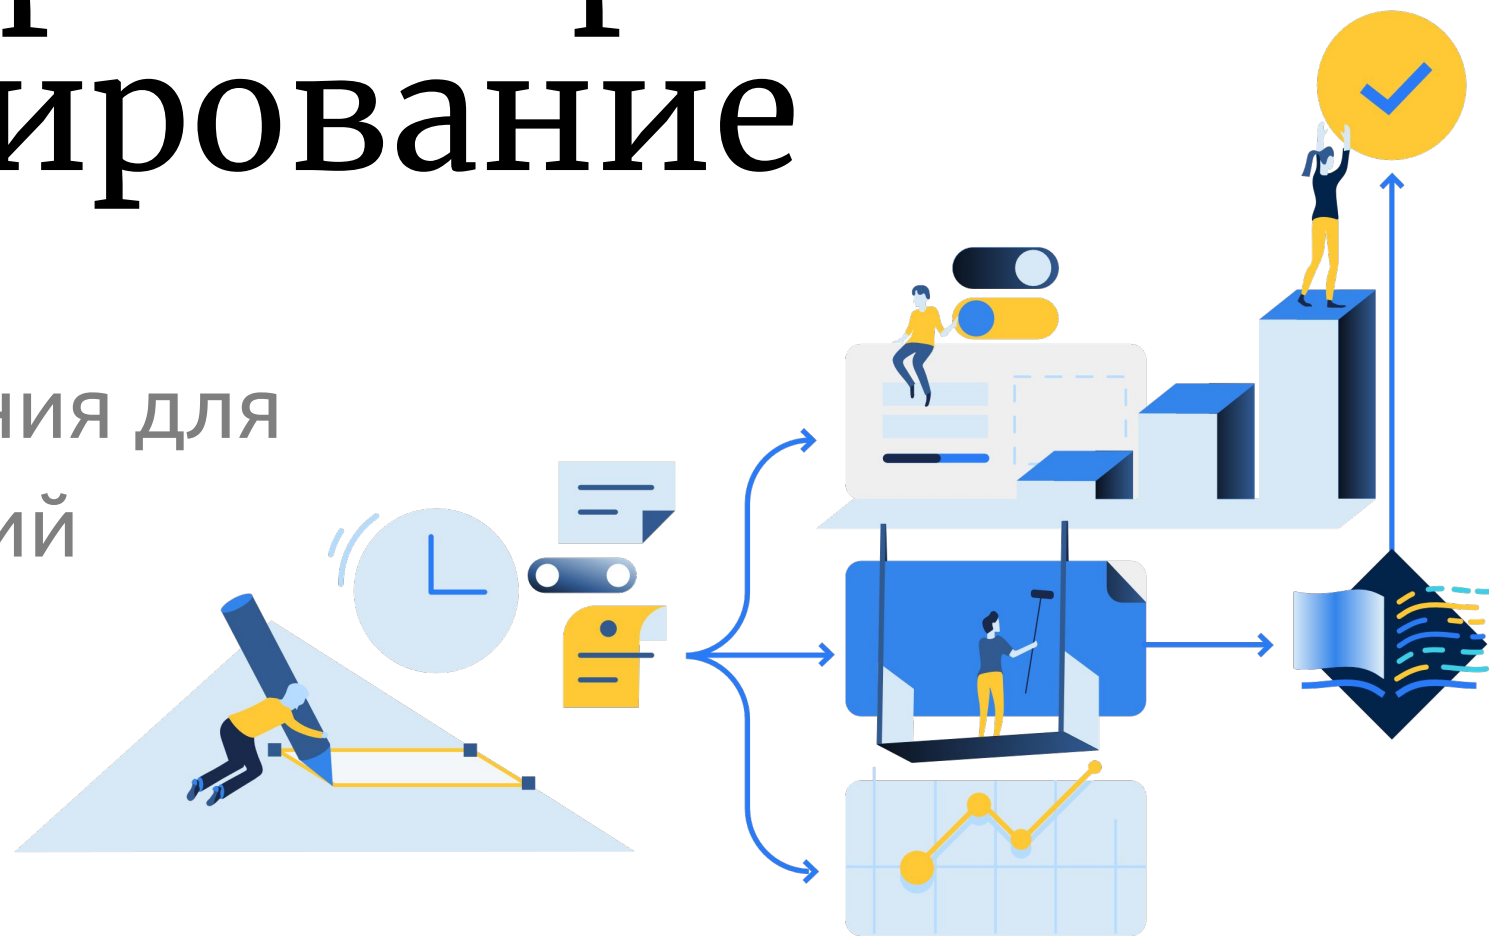 ирование
ния для
ий